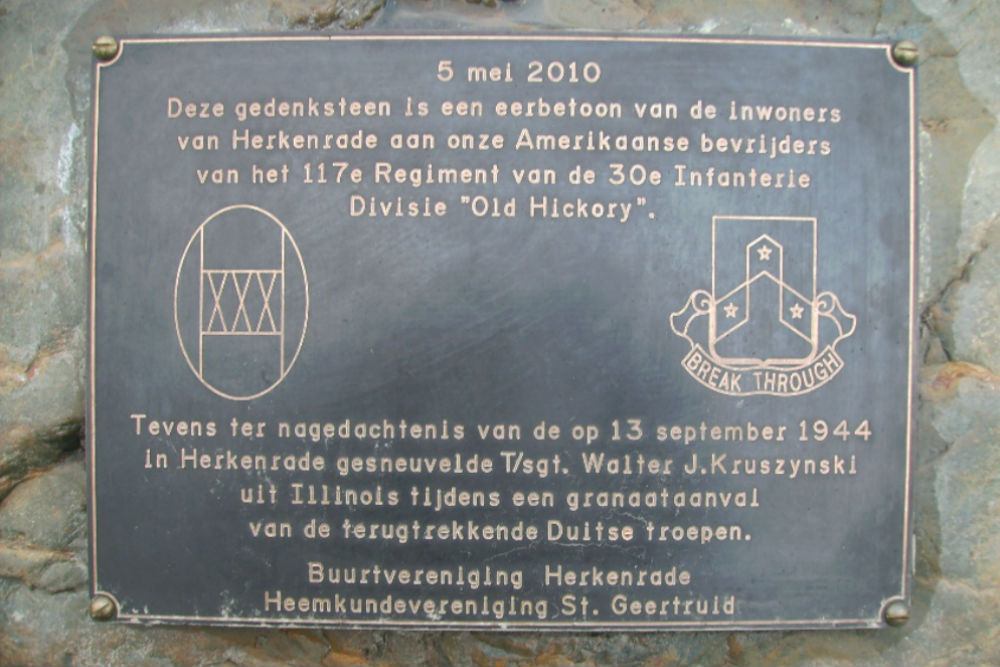 5 mei 2010
Deze gedenksteen is een eerbetoon van de inwoners
van Herkenrade aan onze Amerikaanse bevrijders
van het 117e Regiment van de 30e Infanterie
Divisie "Old Hickory".
BREAK THROUGH
Tevens ter nagedachtenis van de op 13 september 1944
in Herkenrade gesneuvelde T/sgt. Walter J.Kruszynski
uit Illinois tijdens een granaataanval
van de terugtrekkende Duitse troepen.
Buurtvereniging Herkenrade
Heemkundevereniging St. Geertruid